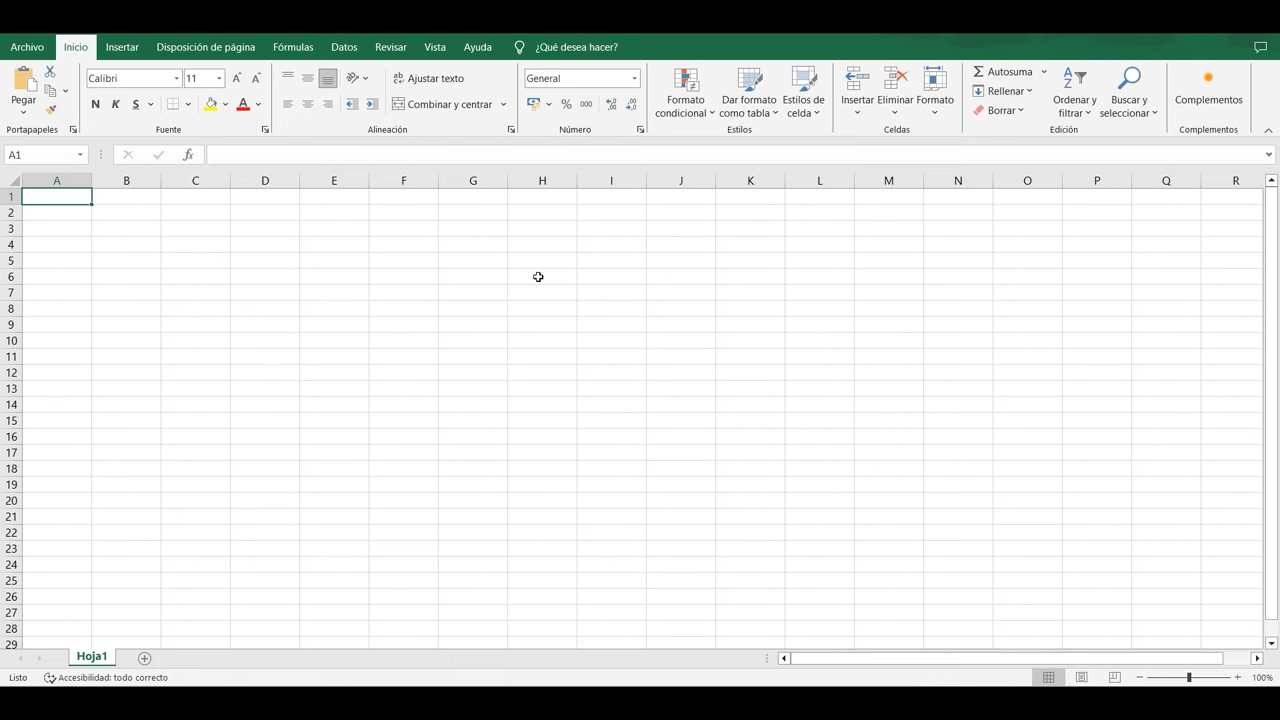 Archivo Inicio Insertar Disposición de página Fórmulas Datos Revisar Vista Ayuda ¿Qué desea hacer?
Pegar
Calibri 11
N K S A
Ajustar texto
Combinar y centrar
General
% 000
Formato condicional
Dar formato como tabla
Estilos de celda
Insertar Eliminar Formato
Autosuma
Rellenar
Borrar
Ordenar y filtrar
Buscar y seleccionar
Complementos
Portapapeles Fuente Alineación Número Estilos Celdas Edición Complementos
A1 fx
A B C D E F G H I J K L M N O P Q R
1
2
3
4
5
6
7
8
9
10
11
12
13
14
15
16
17
18
19
20
21
22
23
24
25
26
27
28
29
Hoja1
Listo Accesibilidad: todo correcto 100%